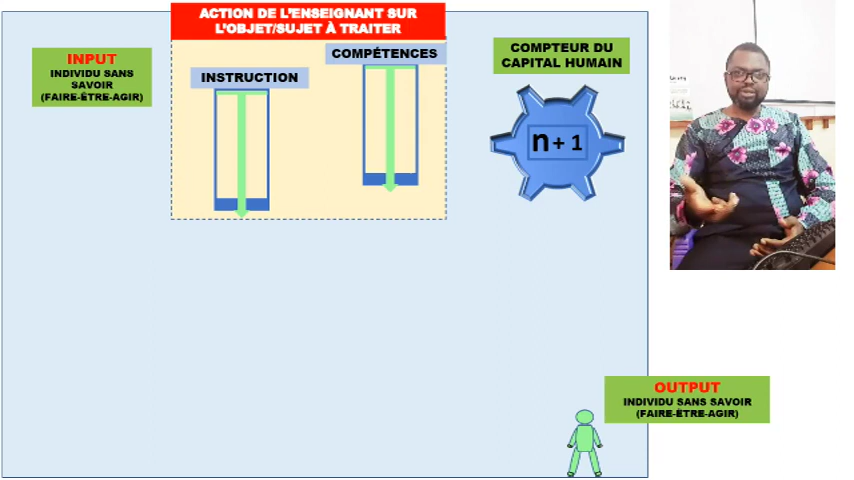 ACTION DE L'ENSEIGNANT SUR
L'OBJET/SUJET À TRAITER
INPUT
INDIVIDU SANS
SAVOIR
(FAIRE-ÊTRE-AGIR)
INSTRUCTION
COMPÉTENCES
COMPTEUR DU
CAPITAL HUMAIN
n + 1
OUTPUT
INDIVIDU SANS SAVOIR
(FAIRE-ÊTRE-AGIR)